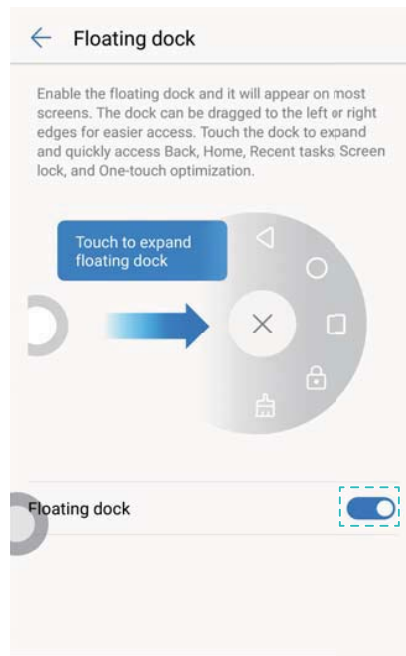 Floating dock
Enable the floating dock and it will appear on most
screens. The dock can be dragged to the left or right
edges for easier access. Touch the dock to expand
and quickly access Back, Home, Recent tasks Screen
lock, and One-touch optimization.
Touch to expand
floating dock
Floating dock